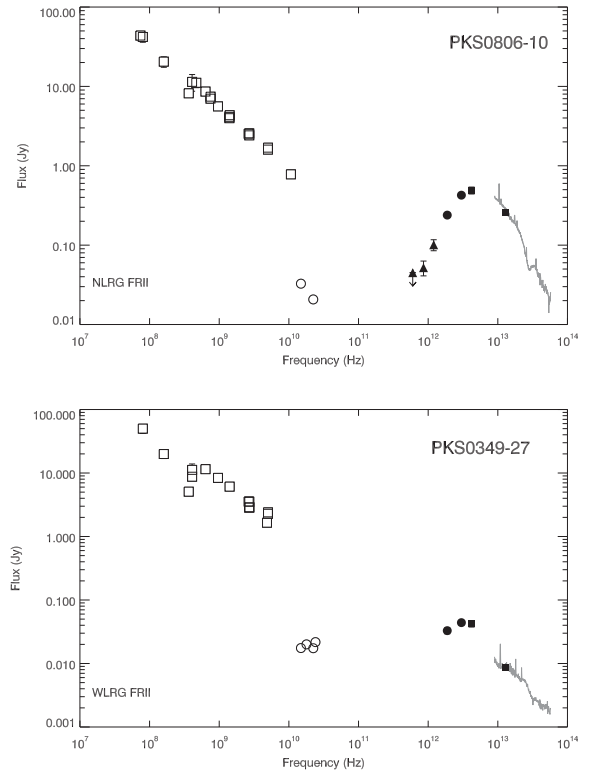 100.00
PKS0806-10
10.00
1.00
0.10
0.01
Flux (Jy)
NLRG FRII
10^7 10^8 10^9 10^10 10^11 10^12 10^13 10^14
Frequency (Hz)
100.000
PKS0349-27
10.000
1.000
0.100
0.010
0.001
Flux (Jy)
WLRG FRII
10^7 10^8 10^9 10^10 10^11 10^12 10^13 10^14
Frequency (Hz)